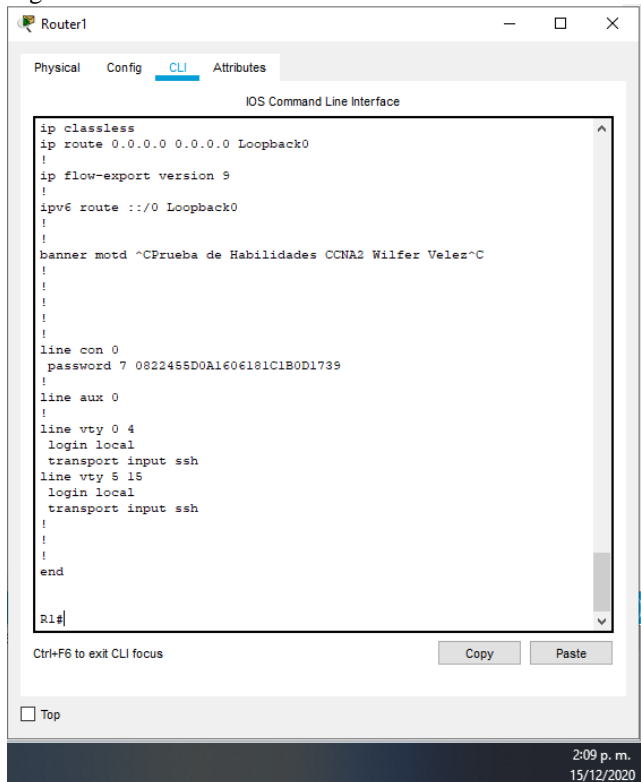 Router1
Physical Config CLI Attributes
IOS Command Line Interface
ip classless
ip route 0.0.0.0 0.0.0.0 Loopback0
!
ip flow-export version 9
!
ipv6 route ::/0 Loopback0
!
!
banner motd ^CPrueba de Habilidades CCNA2 Wilfer Velez^C
!
!
!
!
!
line con 0
password 7 0822455D0A1606181C1B0D1739
!
line aux 0
!
line vty 0 4
login local
transport input ssh
line vty 5 15
login local
transport input ssh
!
!
!
end
R1#
Ctrl+F6 to exit CLI focus
Copy Paste
Top
2:09 p. m.
15/12/2020